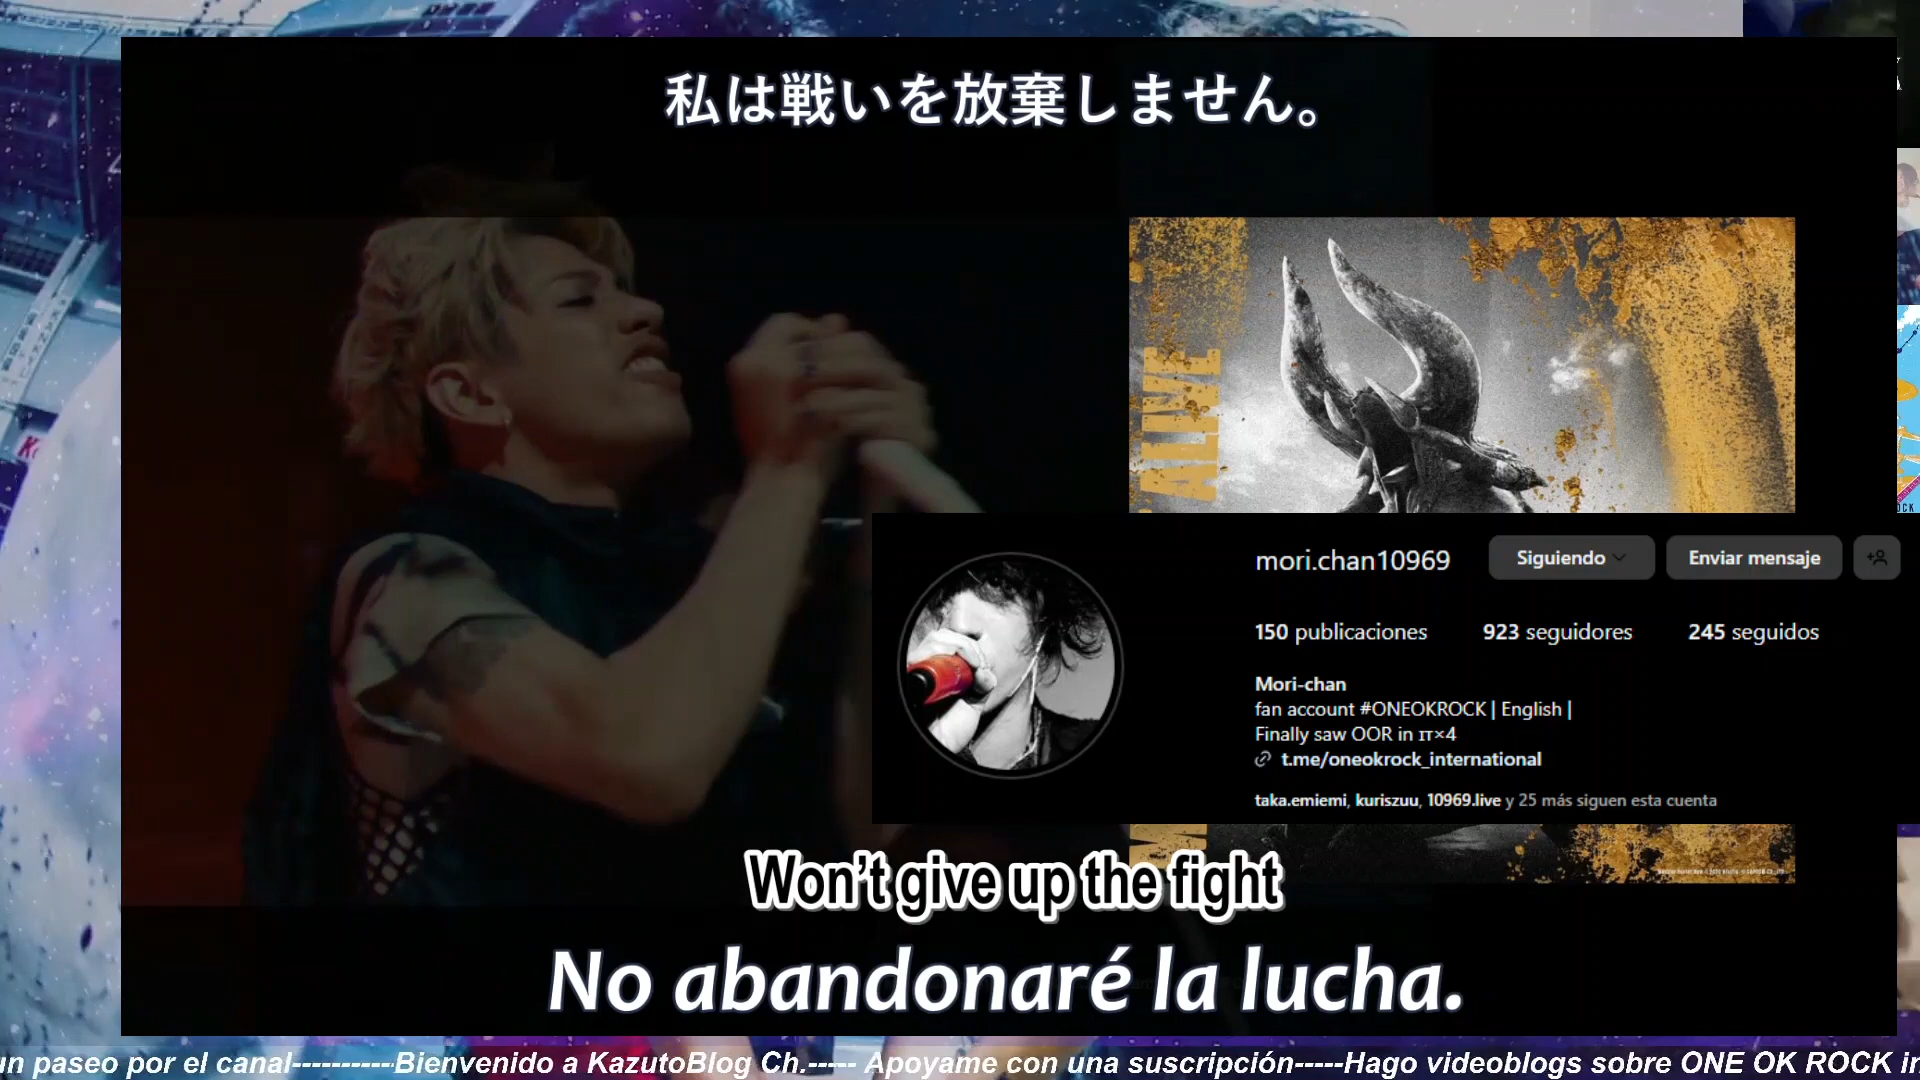 私は戦いを放棄しません。
ALIVE
mori.chan10969
Siguiendo
Enviar mensaje
150 publicaciones
923 seguidores
245 seguidos
Mori-chan
fan account #ONEOKROCK | English |
Finally saw OOR in ɪᴛ×4
t.me/oneokrock_international
taka.emiemi, kuriszuu, 10969.live y 25 más siguen esta cuenta
Won't give up the fight
No abandonaré la lucha.
un paseo por el canal----------Bienvenido a KazutoBlog Ch.----- Apoyame con una suscripción-----Hago videoblogs sobre ONE OK ROCK in